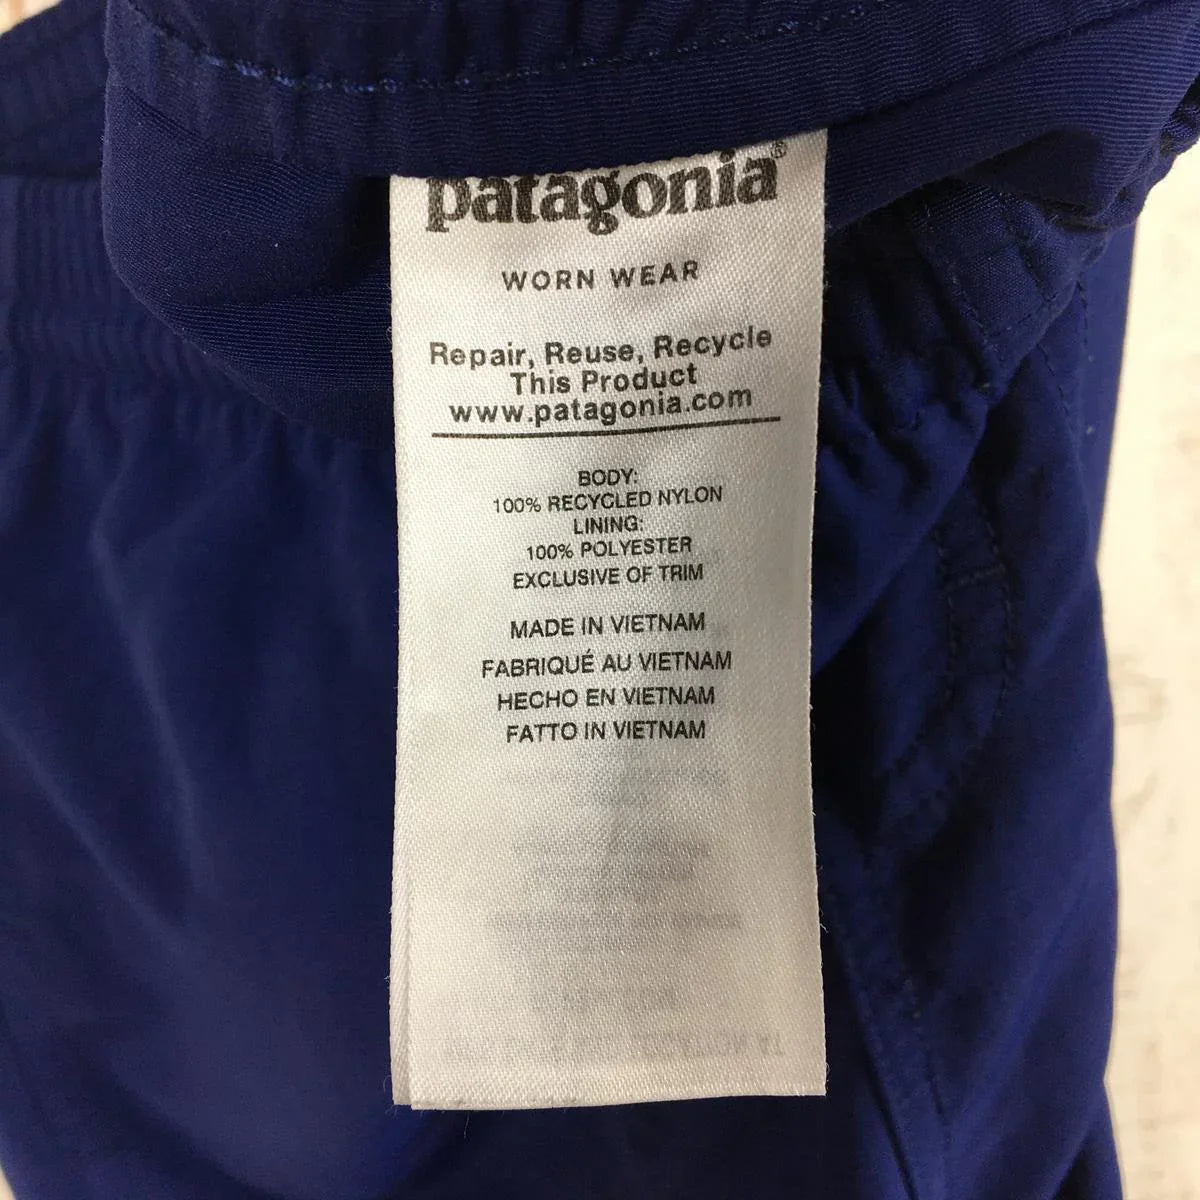 patagonia®
WORN WEAR
Repair, Reuse, Recycle
This Product
www.patagonia.com
BODY:
100% RECYCLED NYLON
LINING:
100% POLYESTER
EXCLUSIVE OF TRIM
MADE IN VIETNAM
FABRIQUÉ AU VIETNAM
HECHO EN VIETNAM
FATTO IN VIETNAM